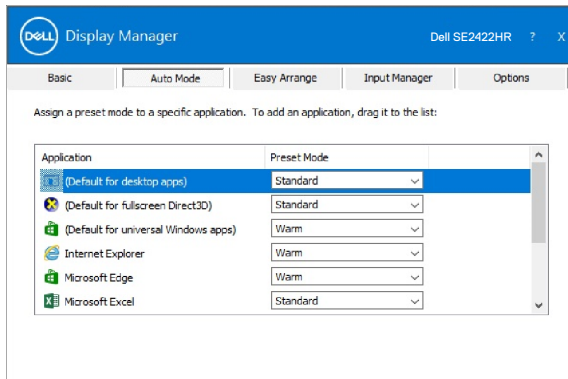 DELL Display Manager Dell SE2422HR ? X
Basic Auto Mode Easy Arrange Input Manager Options
Assign a preset mode to a specific application. To add an application, drag it to the list:
Application Preset Mode
(Default for desktop apps) Standard
(Default for fullscreen Direct3D) Standard
(Default for universal Windows apps) Warm
Internet Explorer Warm
Microsoft Edge Warm
Microsoft Excel Standard